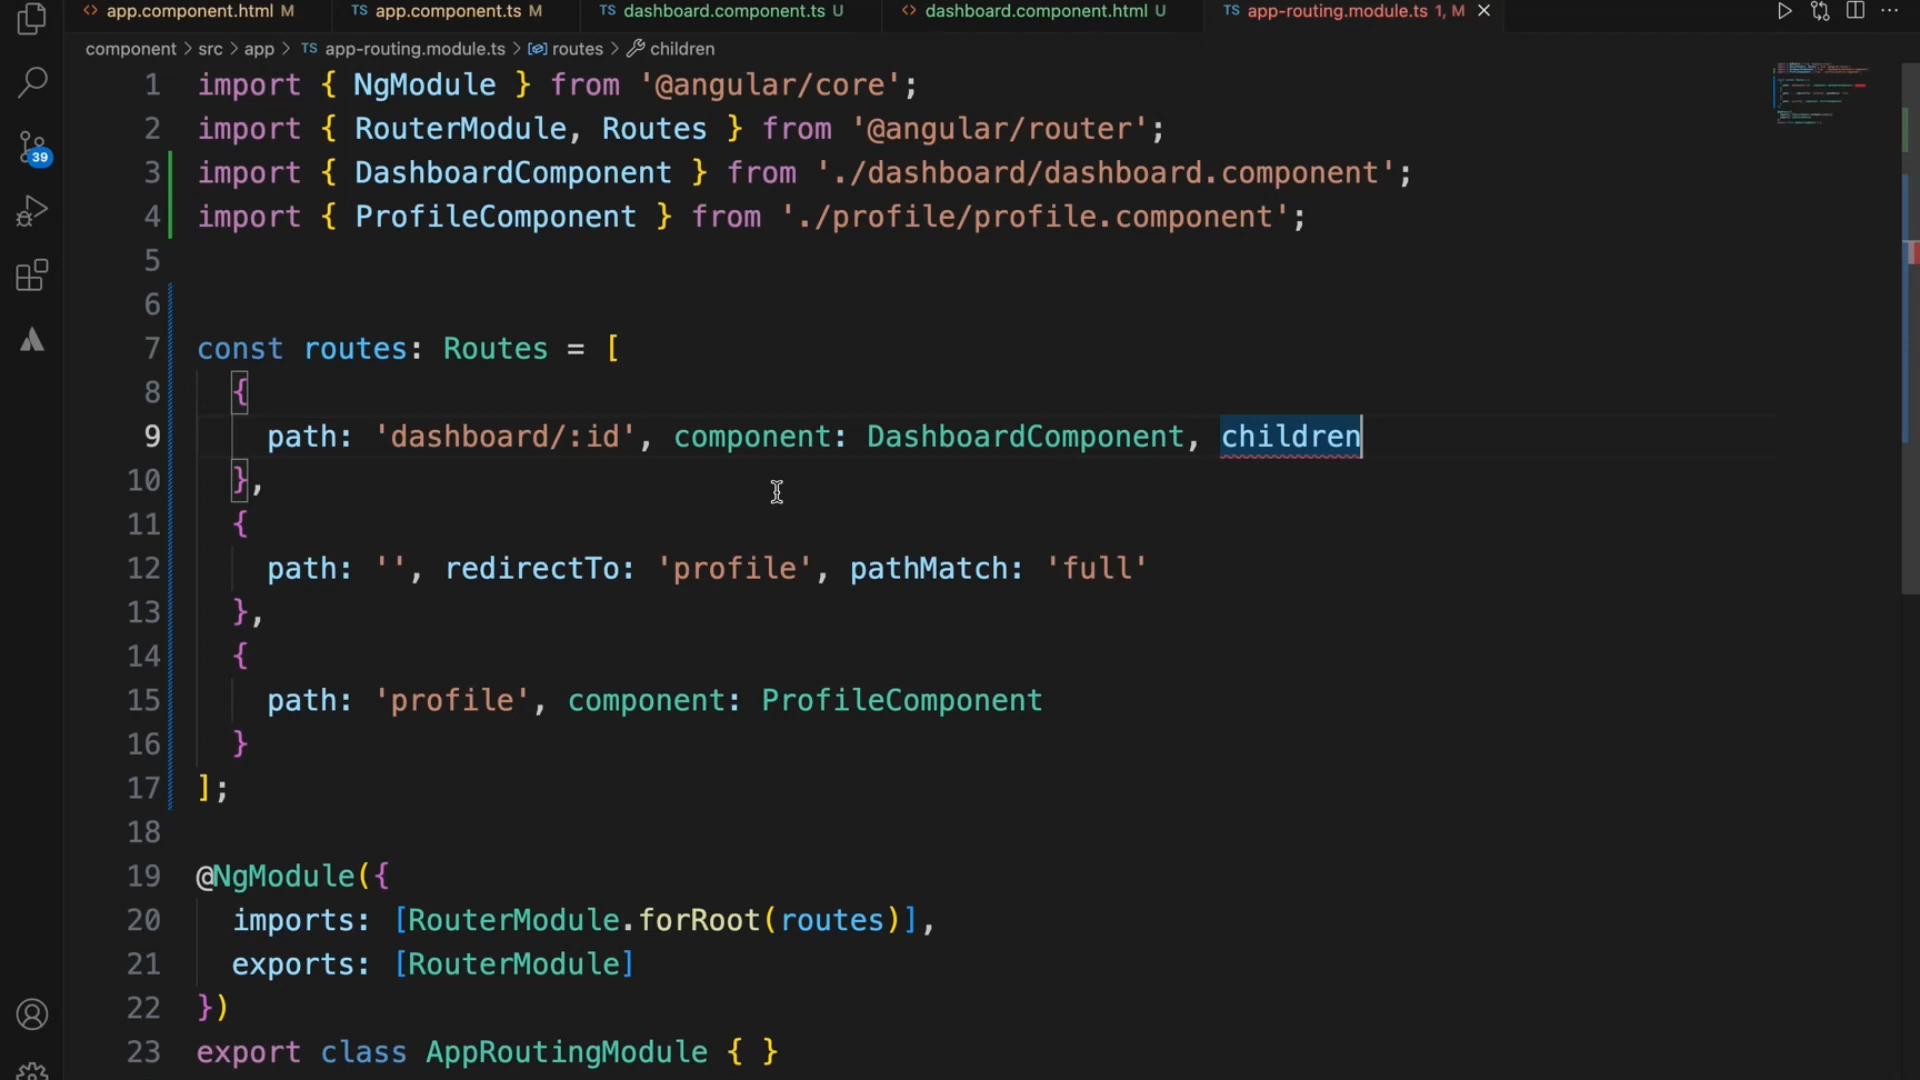 app.component.html M TS app.component.ts M TS dashboard.component.ts U dashboard.component.html U TS app-routing.module.ts 1, M
component > src > app > TS app-routing.module.ts > routes > children
1 import { NgModule } from '@angular/core';
2 import { RouterModule, Routes } from '@angular/router';
39
3 import { DashboardComponent } from './dashboard/dashboard.component';
4 import { ProfileComponent } from './profile/profile.component';
5
6
7 const routes: Routes = [
8 {
9 path: 'dashboard/:id', component: DashboardComponent, children
10 },
11 {
12 path: '', redirectTo: 'profile', pathMatch: 'full'
13 },
14 {
15 path: 'profile', component: ProfileComponent
16 }
17 ];
18
19 @NgModule({
20 imports: [RouterModule.forRoot(routes)],
21 exports: [RouterModule]
22 })
23 export class AppRoutingModule { }